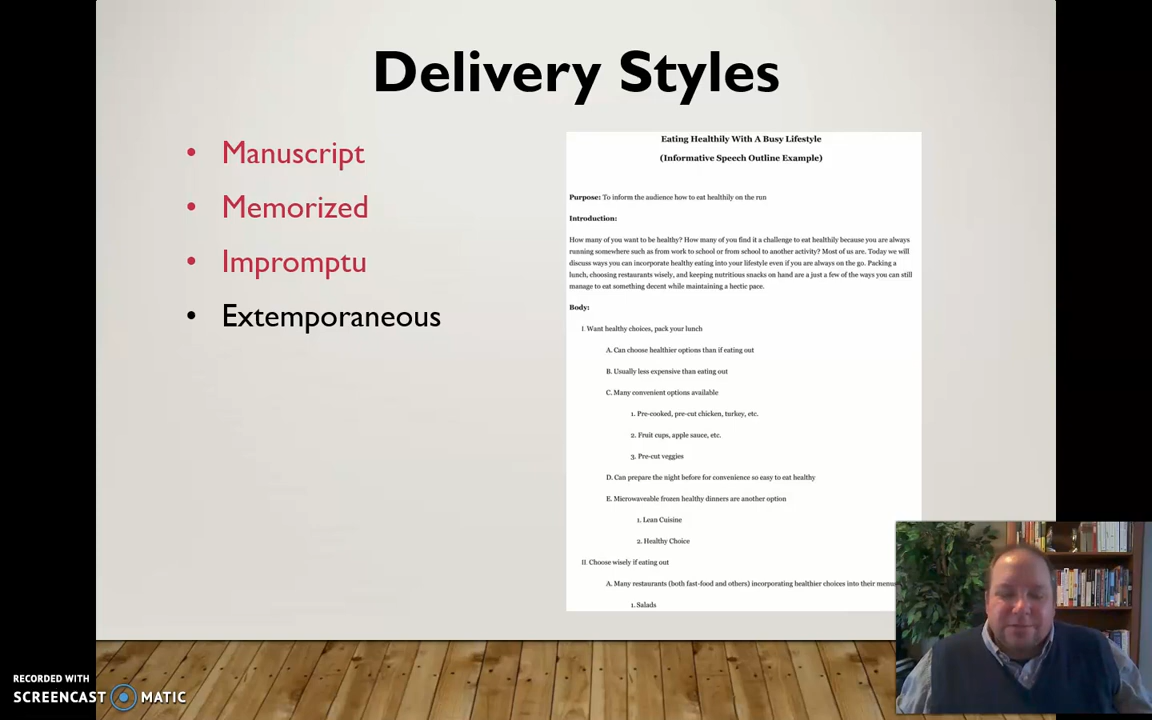 Delivery Styles
• Manuscript
• Memorized
• Impromptu
• Extemporaneous
Eating Healthily With A Busy Lifestyle
(Informative Speech Outline Example)
Purpose: To inform the audience how to eat healthily on the run
Introduction:
How many of you want to be healthy? How many of you find it a challenge to eat healthily because you are always
running somewhere such as from work to school or from school to another activity? Most of us are. Today we will
discuss ways you can incorporate healthy eating into your lifestyle even if you are always on the go. Packing a
lunch, choosing restaurants wisely, and keeping nutritious snacks on hand are a just a few of the ways you can still
manage to eat something decent while maintaining a hectic pace.
Body:
I. Want healthy choices, pack your lunch
A. Can choose healthier options than if eating out
B. Usually less expensive than eating out
C. Many convenient options available
1. Pre-cooked, pre-cut chicken, turkey, etc.
2. Fruit cups, apple sauce, etc.
3. Pre-cut veggies
D. Can prepare the night before for convenience so easy to eat healthy
E. Microwaveable frozen healthy dinners are another option
1. Lean Cuisine
2. Healthy Choice
II. Choose wisely if eating out
A. Many restaurants (both fast-food and others) incorporating healthier choices into their
1. Salads
RECORDED WITH
SCREENCAST MATIC